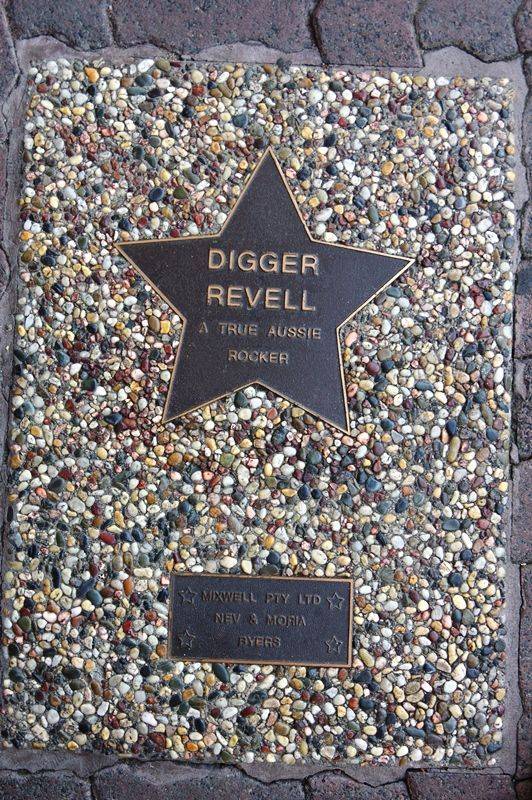 DIGGER
REVELL
A TRUE AUSSIE
ROCKER
MIXWELL PTY LTD
NEV & MORIA
BYERS